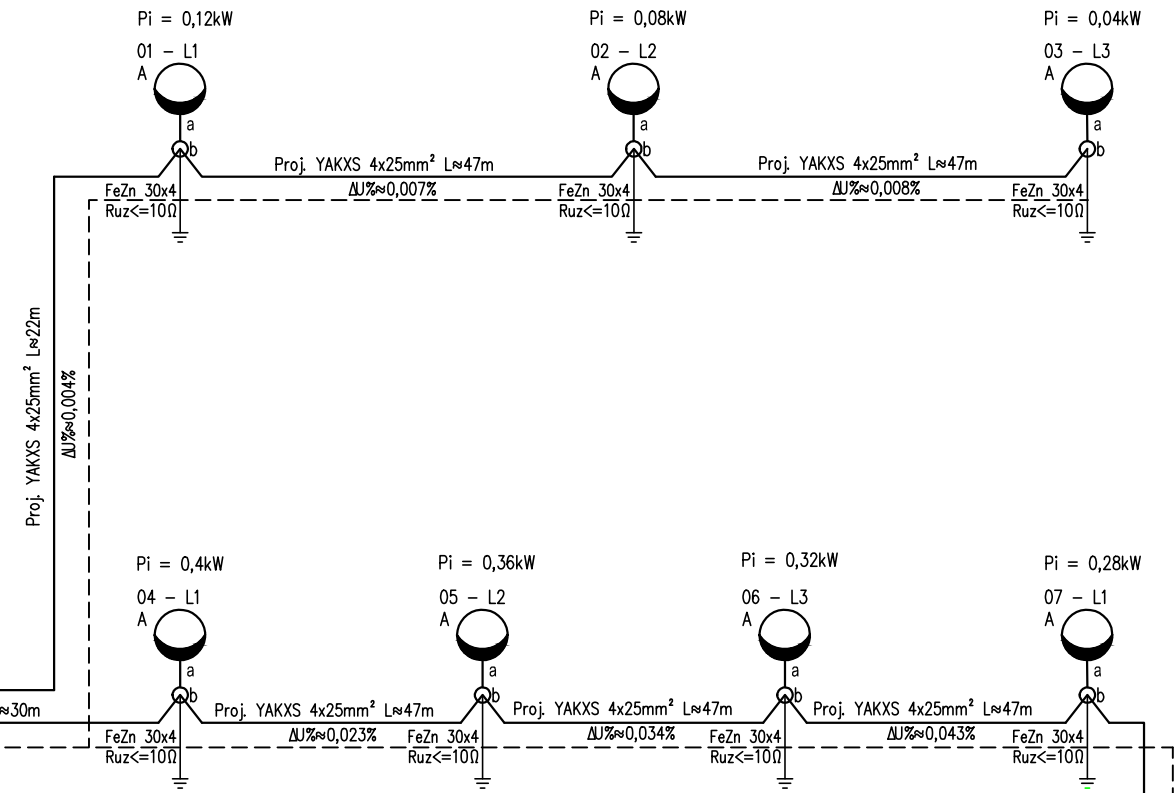 Pi = 0,12kW
Pi = 0,08kW
Pi = 0,04kW
01 - L1
02 - L2
03 - L3
A
A
A
a
a
a
b
b
b
Proj. YAKXS 4x25mm² L≈47m
Proj. YAKXS 4x25mm² L≈47m
FeZn 30x4
ΔU%≈0,007%
FeZn 30x4
ΔU%≈0,008%
FeZn 30x4
Ruz<=10Ω
Ruz<=10Ω
Ruz<=10Ω
Proj. YAKXS 4x25mm² L≈22m
ΔU%≈0,004%
Pi = 0,4kW
Pi = 0,36kW
Pi = 0,32kW
Pi = 0,28kW
04 - L1
05 - L2
06 - L3
07 - L1
A
A
A
A
a
a
a
a
b
b
b
b
≈30m
Proj. YAKXS 4x25mm² L≈47m
Proj. YAKXS 4x25mm² L≈47m
Proj. YAKXS 4x25mm² L≈47m
FeZn 30x4
ΔU%≈0,023%
FeZn 30x4
ΔU%≈0,034%
FeZn 30x4
ΔU%≈0,043%
FeZn 30x4
Ruz<=10Ω
Ruz<=10Ω
Ruz<=10Ω
Ruz<=10Ω